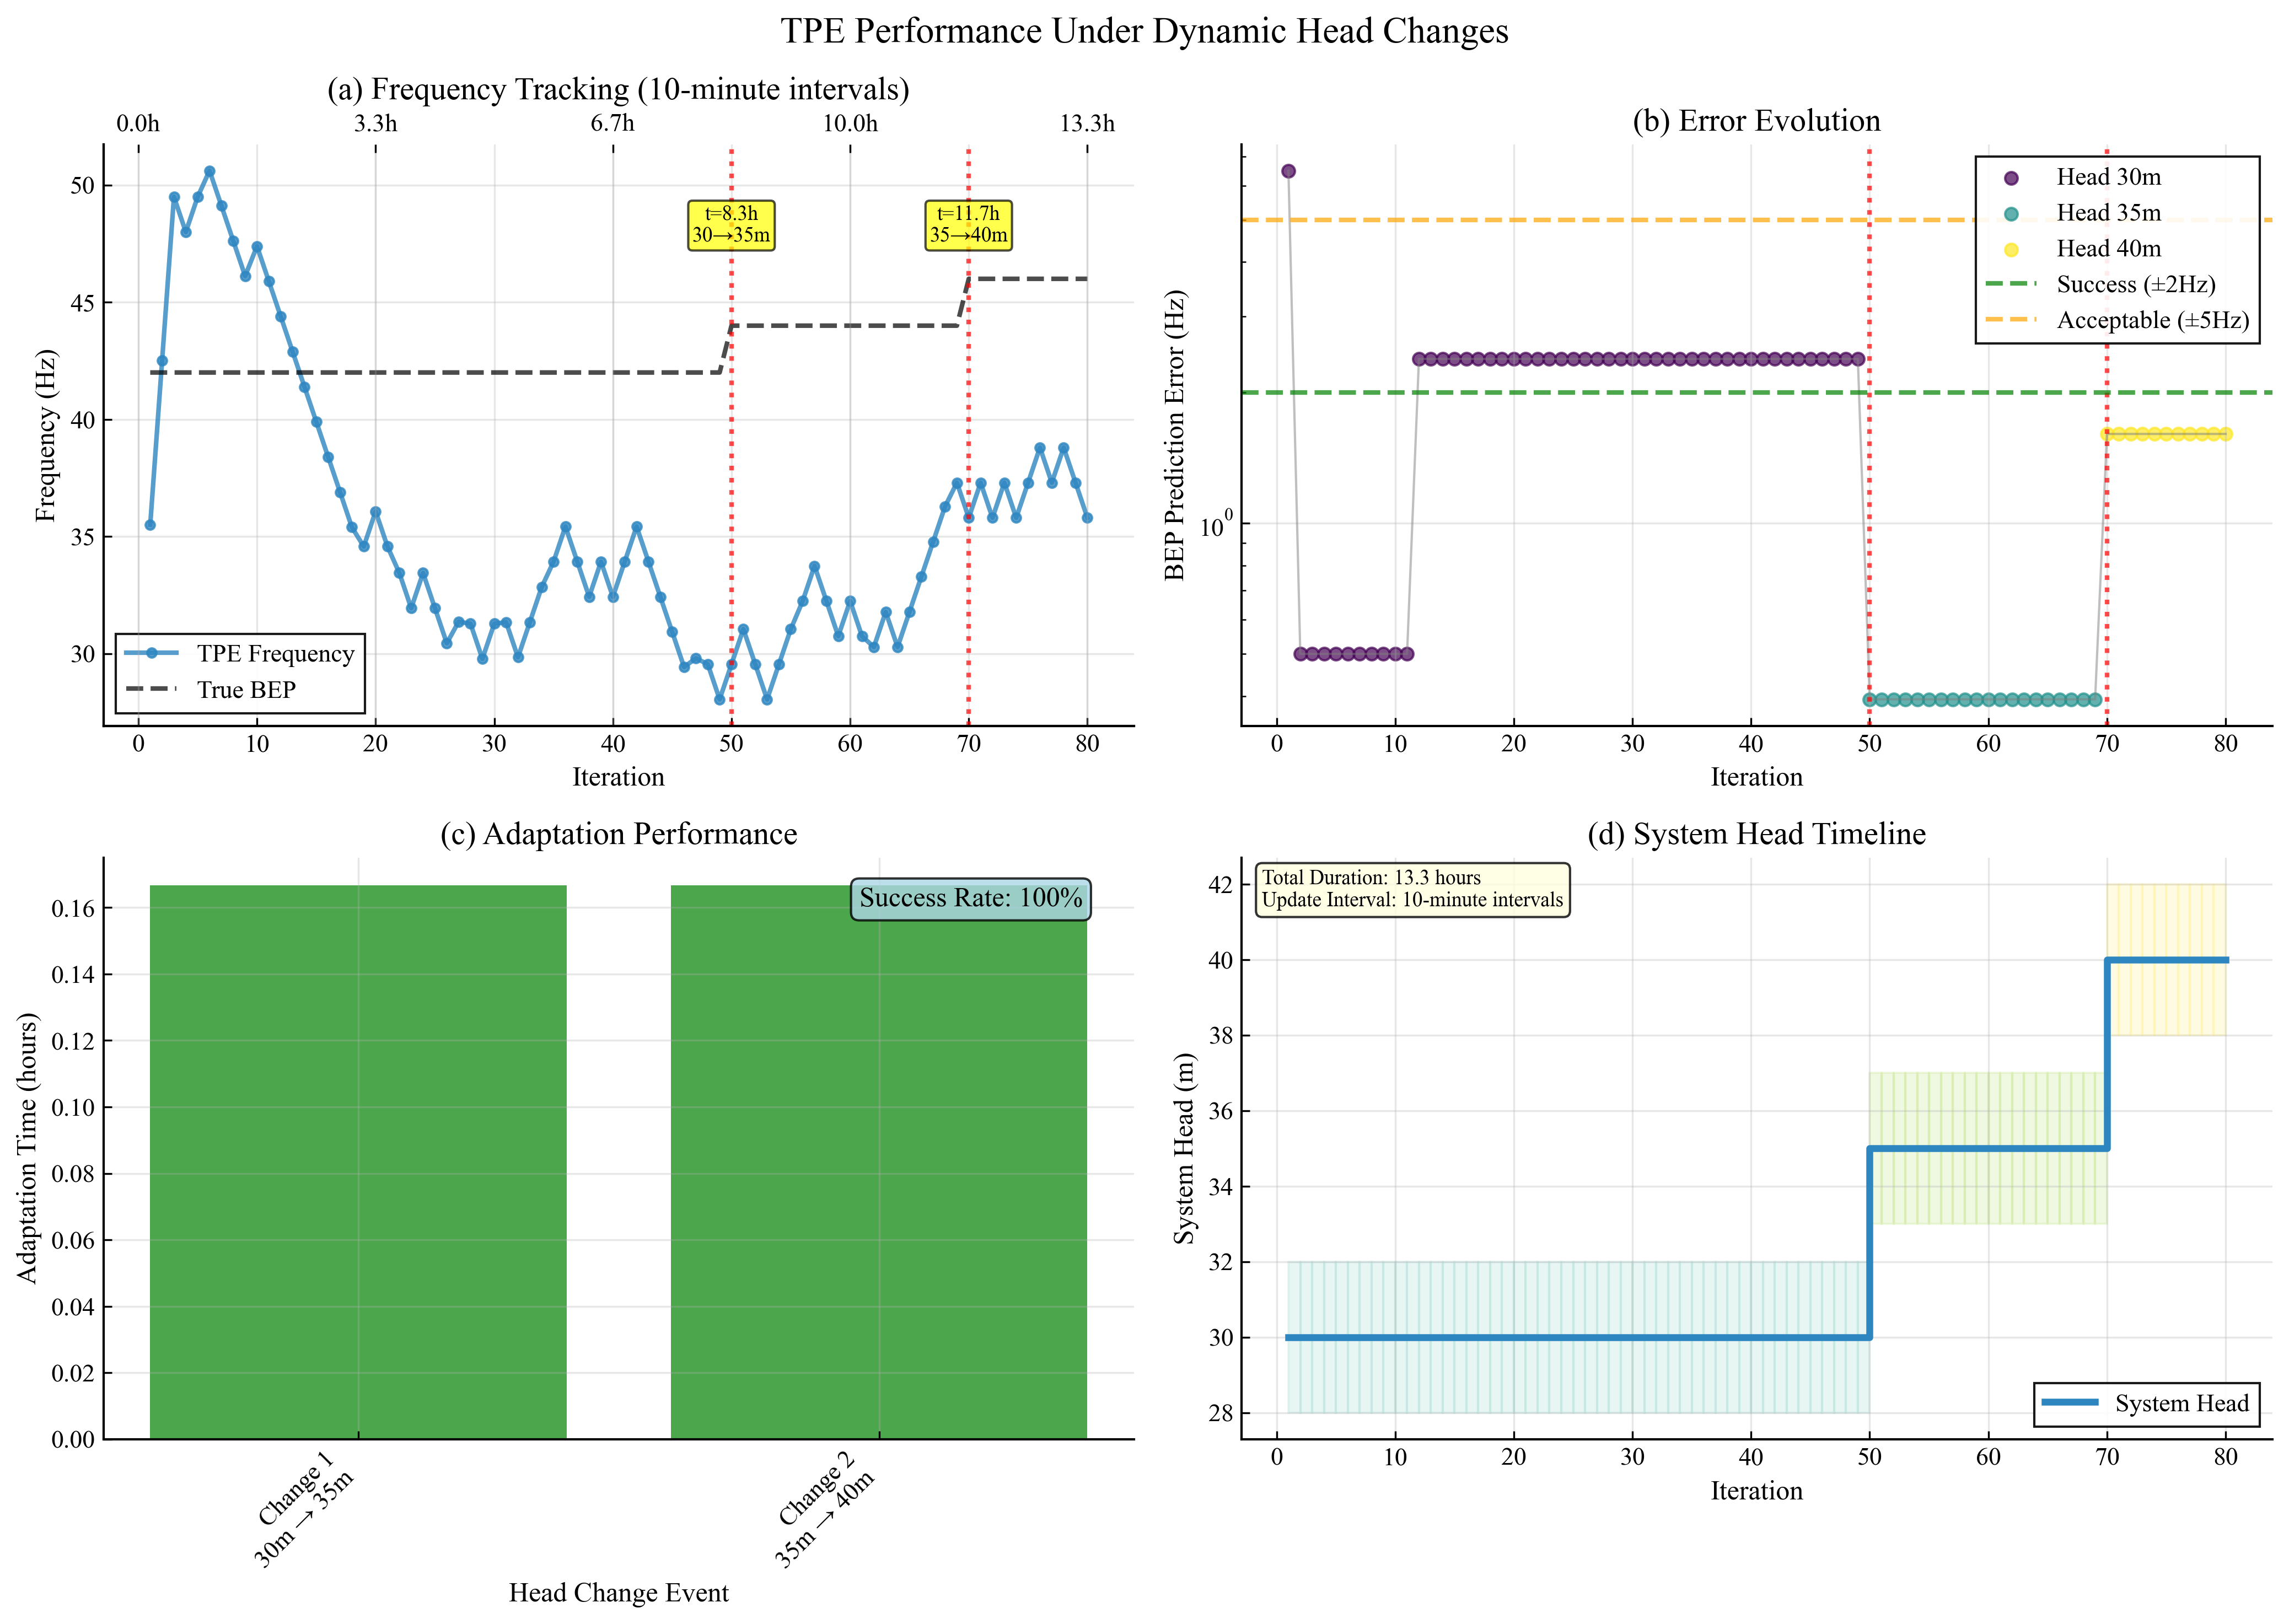 TPE Performance Under Dynamic Head Changes
(a) Frequency Tracking (10-minute intervals)
0.0h 3.3h 6.7h 10.0h 13.3h
50
45
40
35
30
Frequency (Hz)
t=8.3h
30→35m
t=11.7h
35→40m
TPE Frequency
True BEP
0 10 20 30 40 50 60 70 80
Iteration
(b) Error Evolution
BEP Prediction Error (Hz)
10⁰
Head 30m
Head 35m
Head 40m
Success (±2Hz)
Acceptable (±5Hz)
0 10 20 30 40 50 60 70 80
Iteration
(c) Adaptation Performance
Adaptation Time (hours)
0.16
0.14
0.12
0.10
0.08
0.06
0.04
0.02
0.00
Success Rate: 100%
Change 1
30m → 35m
Change 2
35m → 40m
Head Change Event
(d) System Head Timeline
System Head (m)
42
40
38
36
34
32
30
28
Total Duration: 13.3 hours
Update Interval: 10-minute intervals
System Head
0 10 20 30 40 50 60 70 80
Iteration